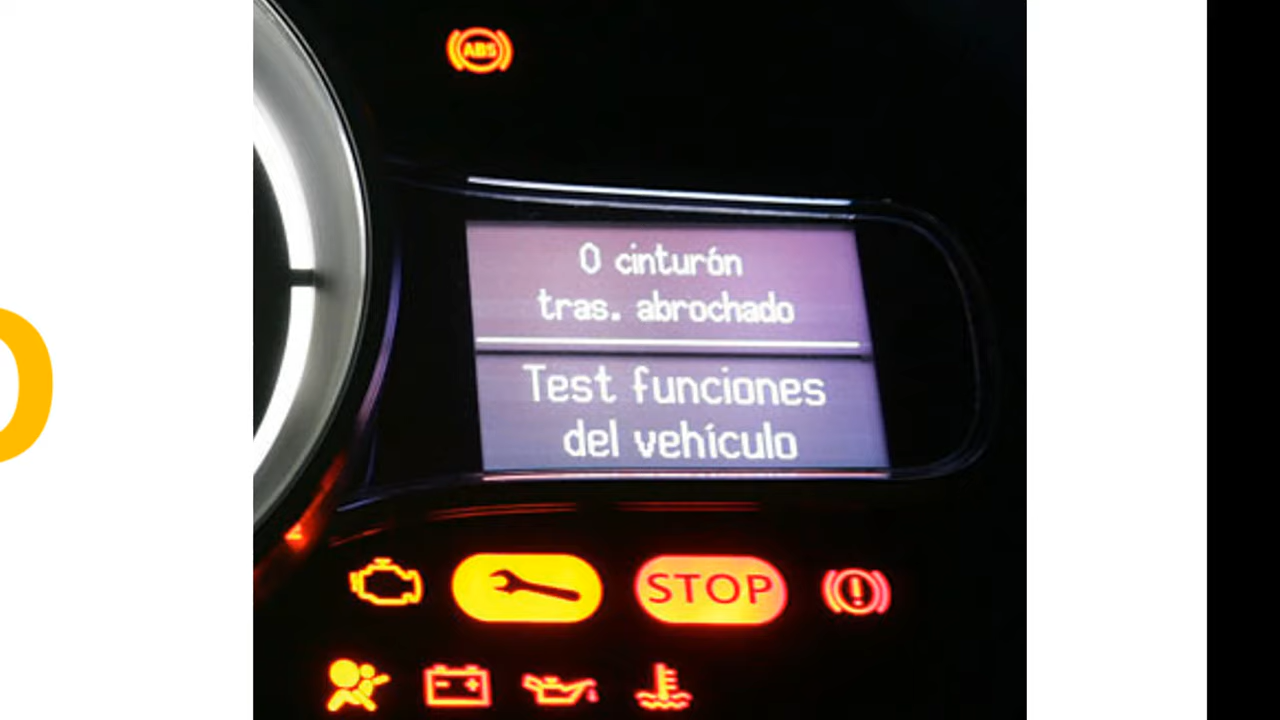 ABS
0 cinturón
tras. abrochado
Test funciones
del vehículo
STOP